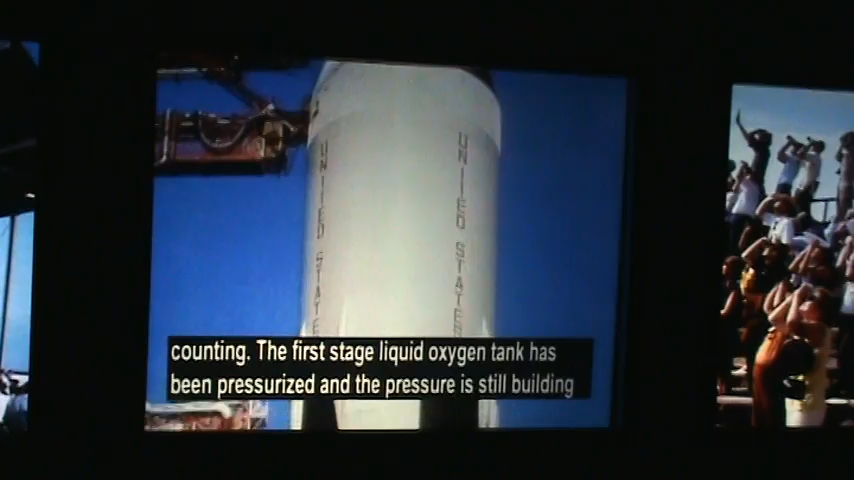 UNITED STATES
UNITED STATES
counting. The first stage liquid oxygen tank has
been pressurized and the pressure is still building